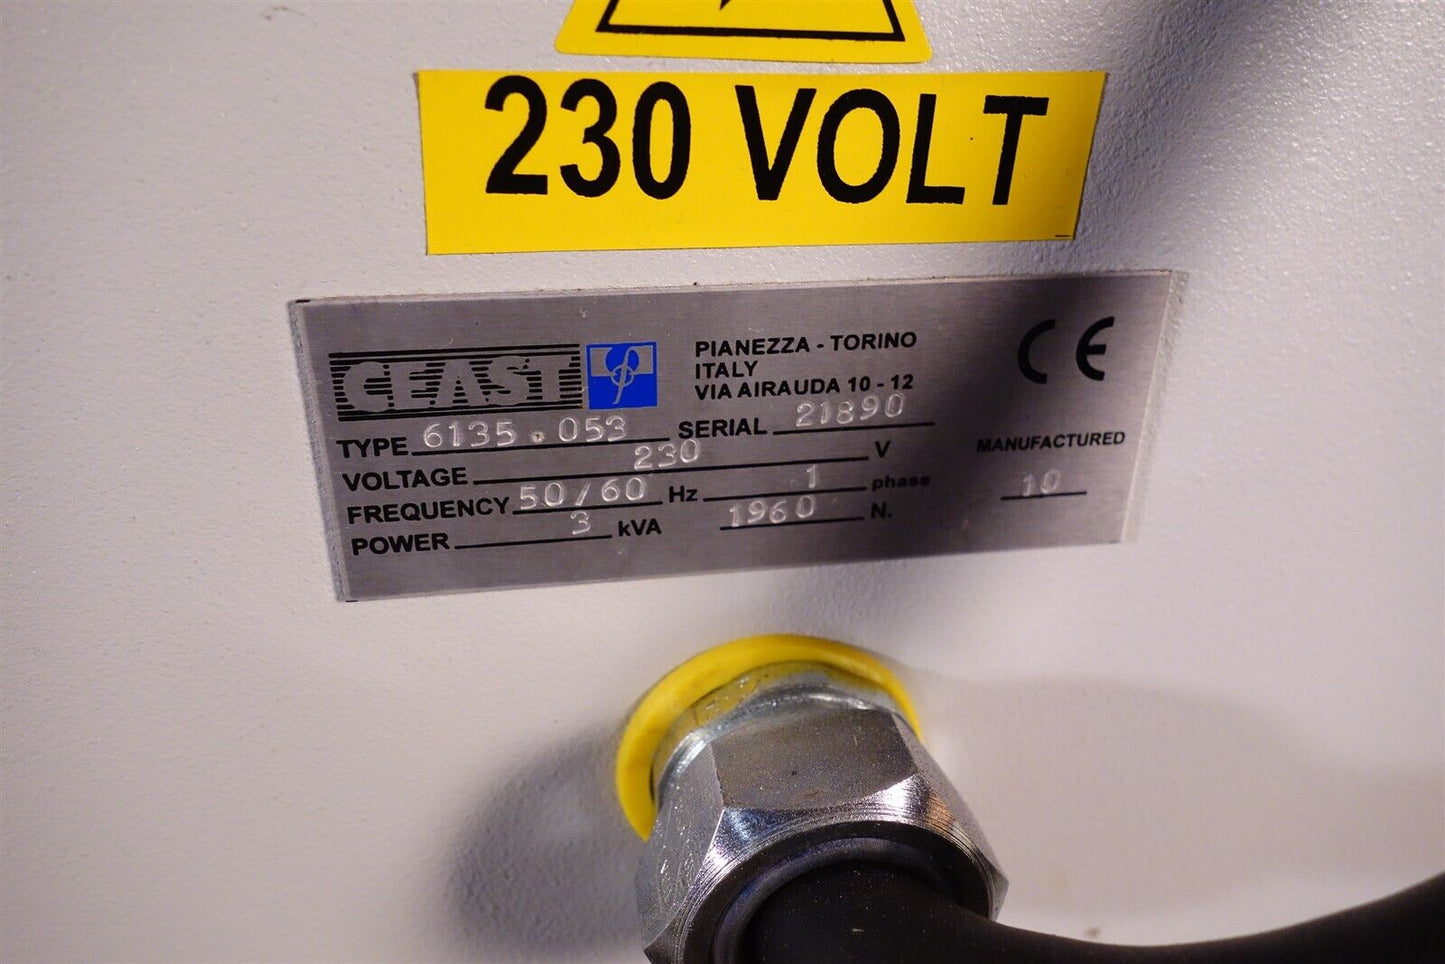 230 VOLT
CEAST
PIANEZZA - TORINO
ITALY
VIA AIRAUDA 10 - 12
CE
TYPE 6135.053 SERIAL 21890
VOLTAGE 230 V
MANUFACTURED
FREQUENCY 50/60 Hz 1 phase
10
POWER 3 kVA 1960 N.